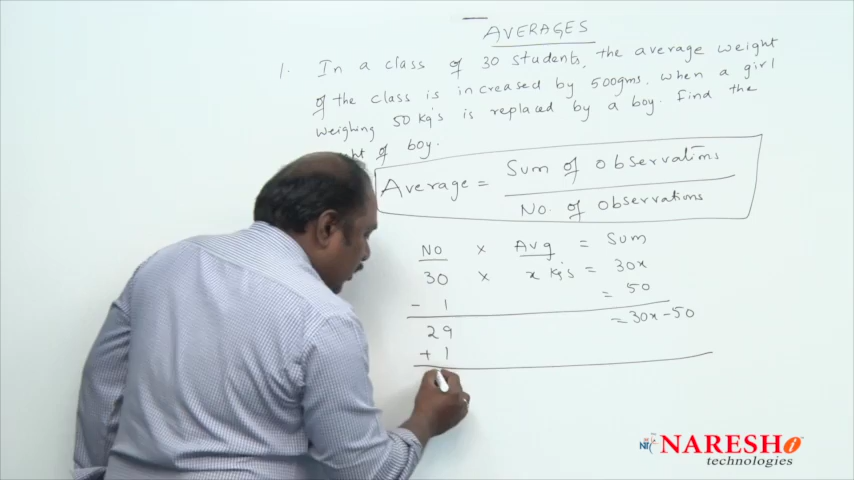 AVERAGES
1. In a class of 30 students, the average weight
of the class is increased by 500gms, when a girl
weighing 50 kg's is replaced by a boy. Find the
of boy.
Average = Sum of observations / No. of observations
No × Avg = Sum
30 × x kg's = 30x
- 1 = 50
29 = 30x - 50
+ 1
NARESH i
technologies